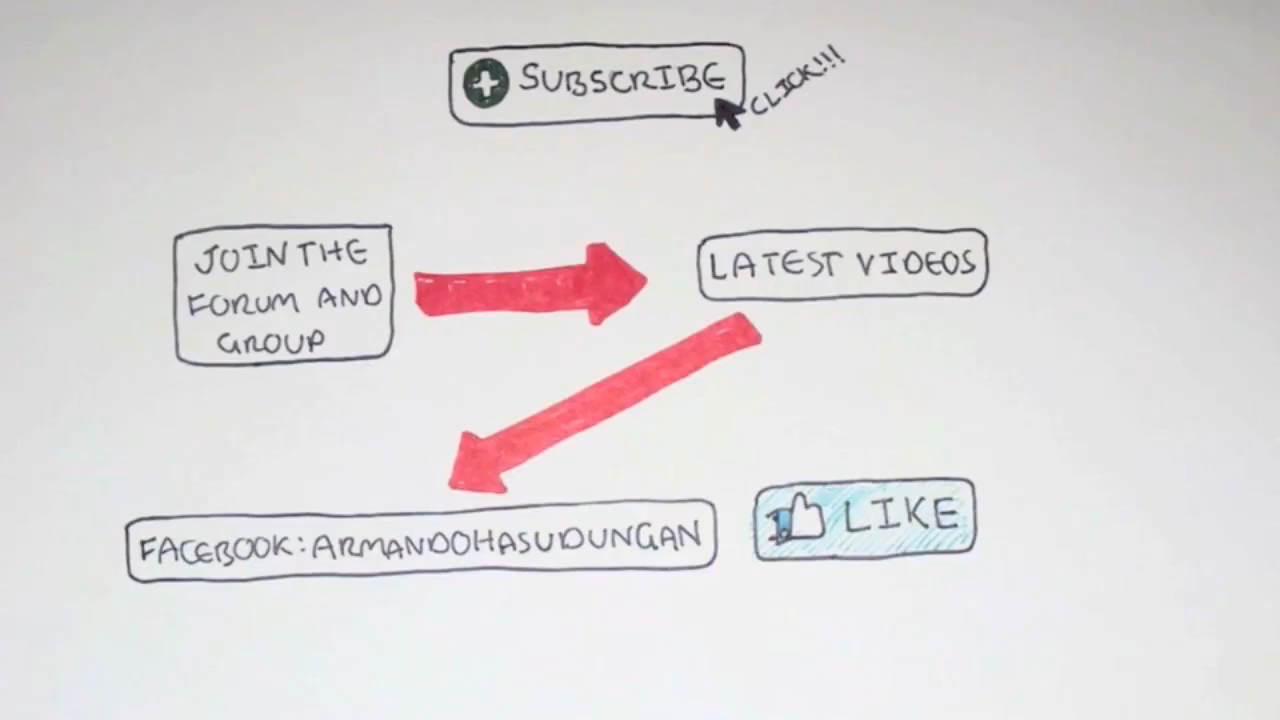 SUBSCRIBE
CLICK!!!
JOIN THE
FORUM AND
GROUP
LATEST VIDEOS
FACEBOOK: ARMANDOHASUDUNGAN
LIKE